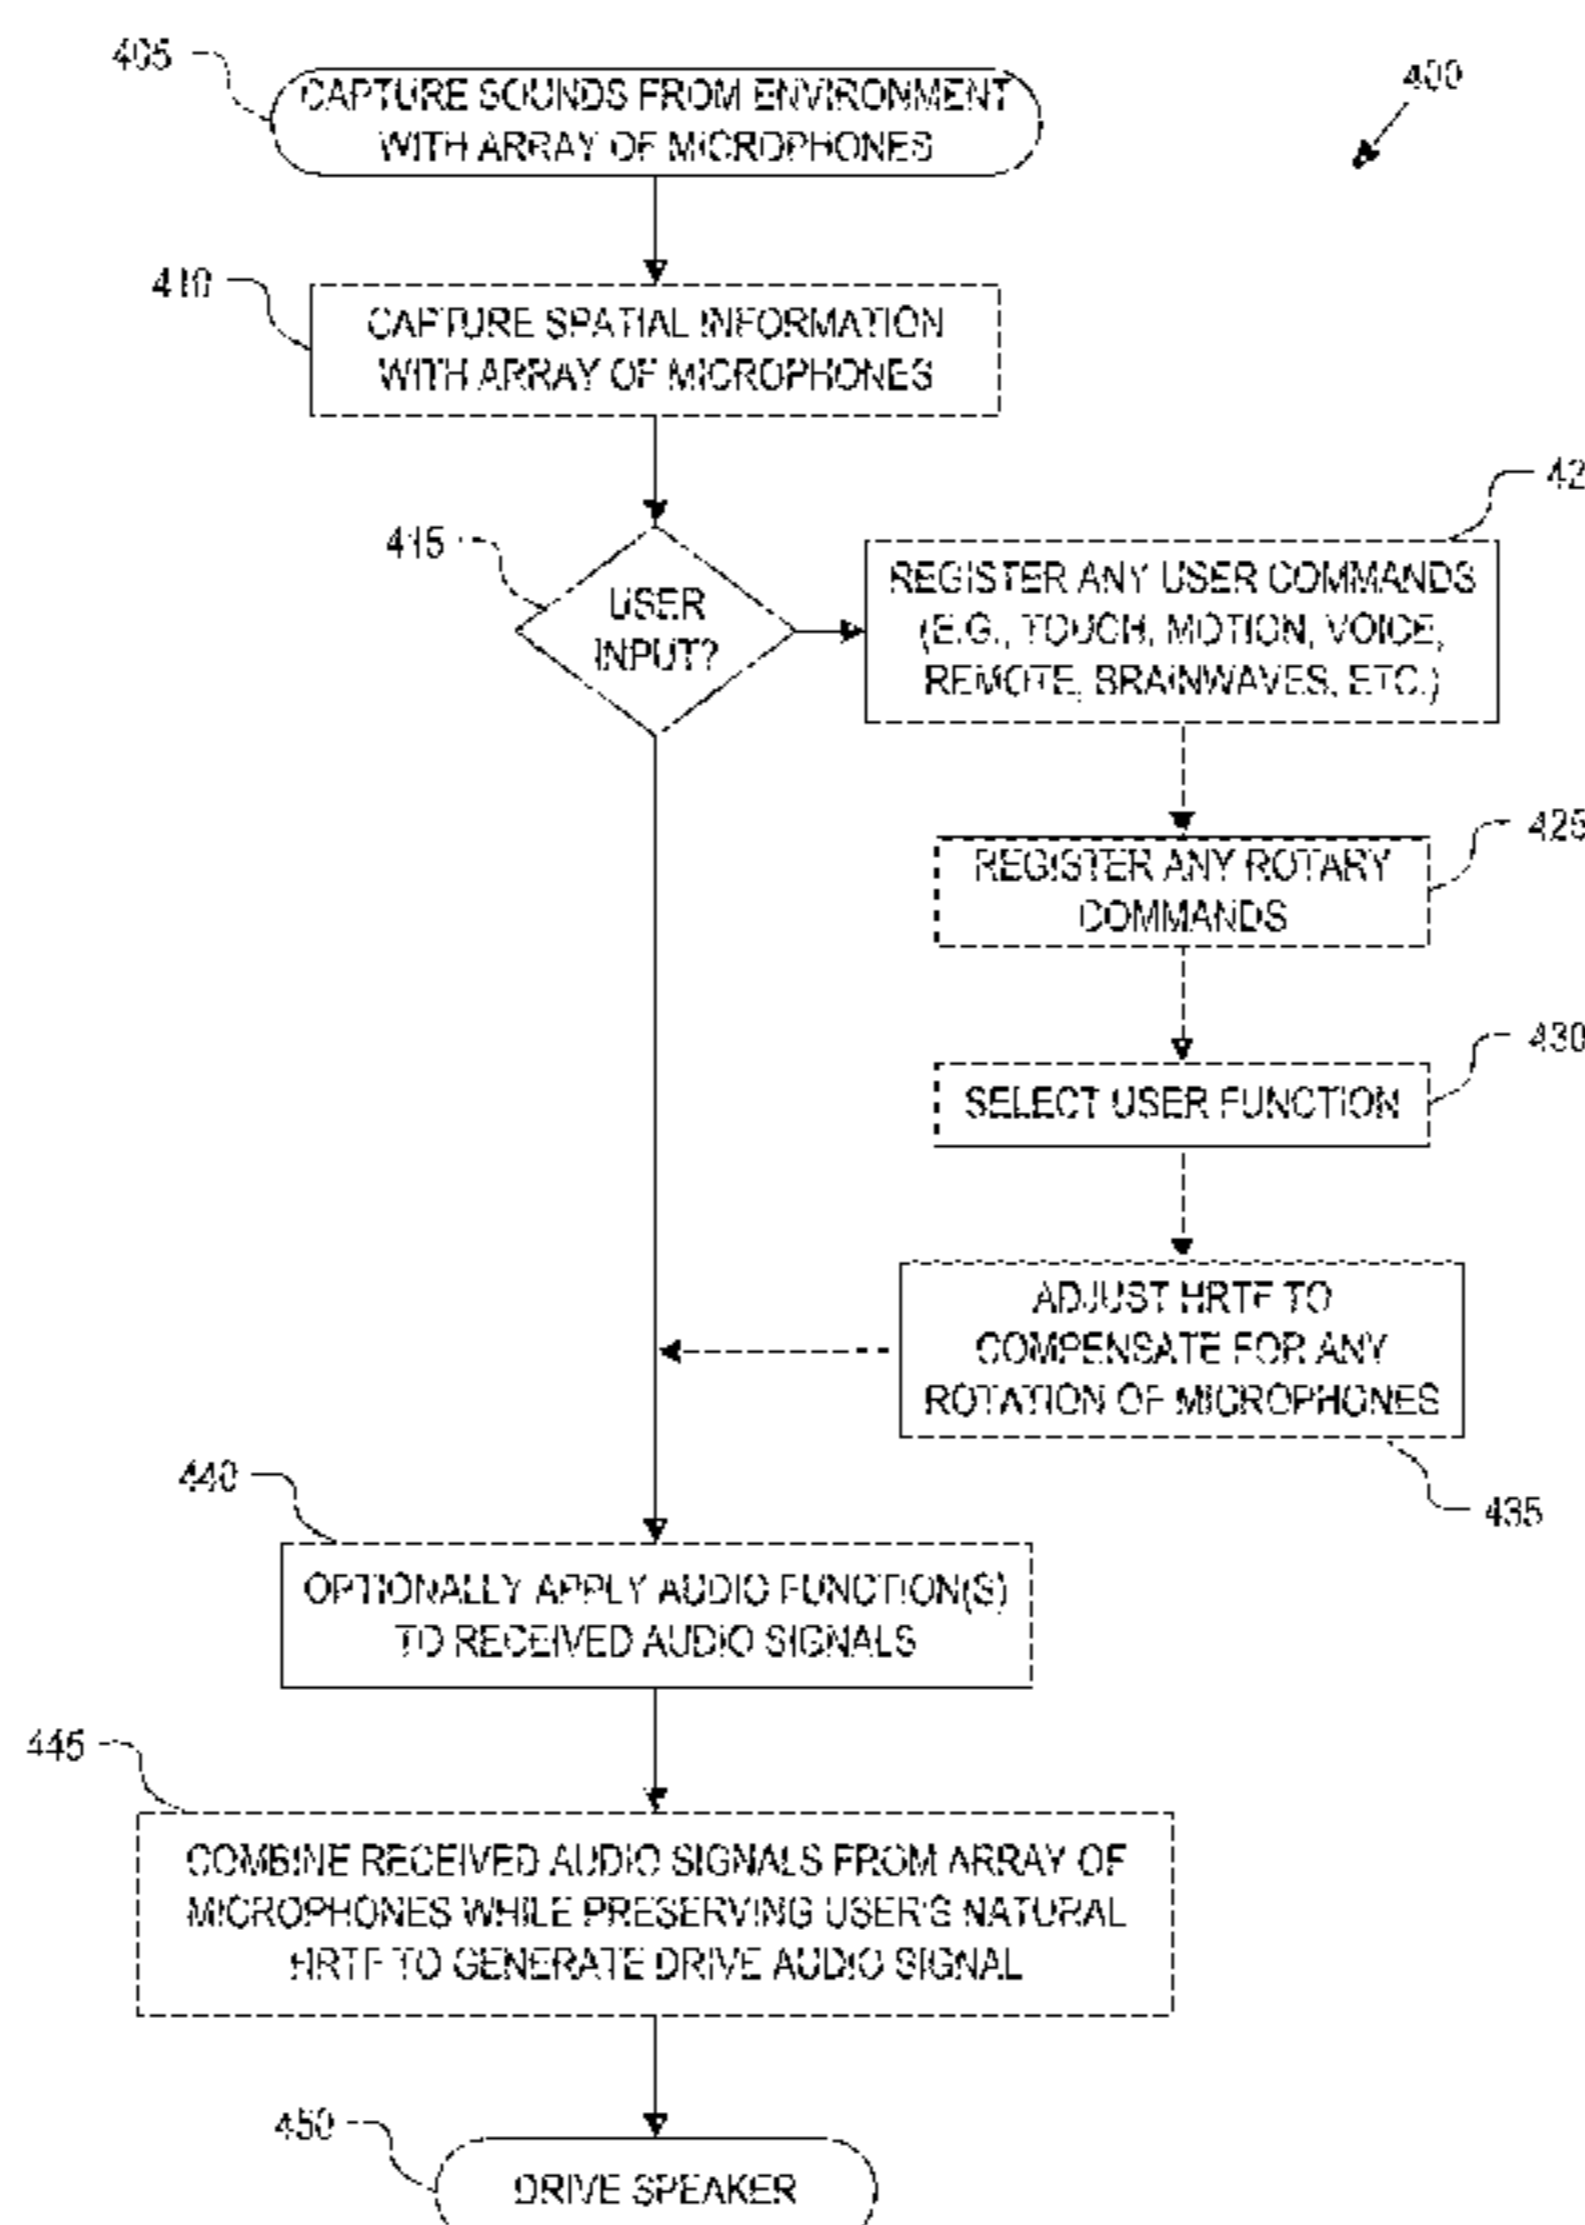 405
400
CAPTURE SOUNDS FROM ENVIRONMENT
WITH ARRAY OF MICROPHONES
410
CAPTURE SPATIAL INFORMATION
WITH ARRAY OF MICROPHONES
42
415
USER
INPUT?
REGISTER ANY USER COMMANDS
(E.G., TOUCH, MOTION, VOICE,
REMOTE, BRAINWAVES, ETC.)
425
REGISTER ANY ROTARY
COMMANDS
430
SELECT USER FUNCTION
ADJUST HRTF TO
COMPENSATE FOR ANY
ROTATION OF MICROPHONES
435
440
OPTIONALLY APPLY AUDIO FUNCTION(S)
TO RECEIVED AUDIO SIGNALS
445
COMBINE RECEIVED AUDIO SIGNALS FROM ARRAY OF
MICROPHONES WHILE PRESERVING USER'S NATURAL
HRTF TO GENERATE DRIVE AUDIO SIGNAL
450
DRIVE SPEAKER